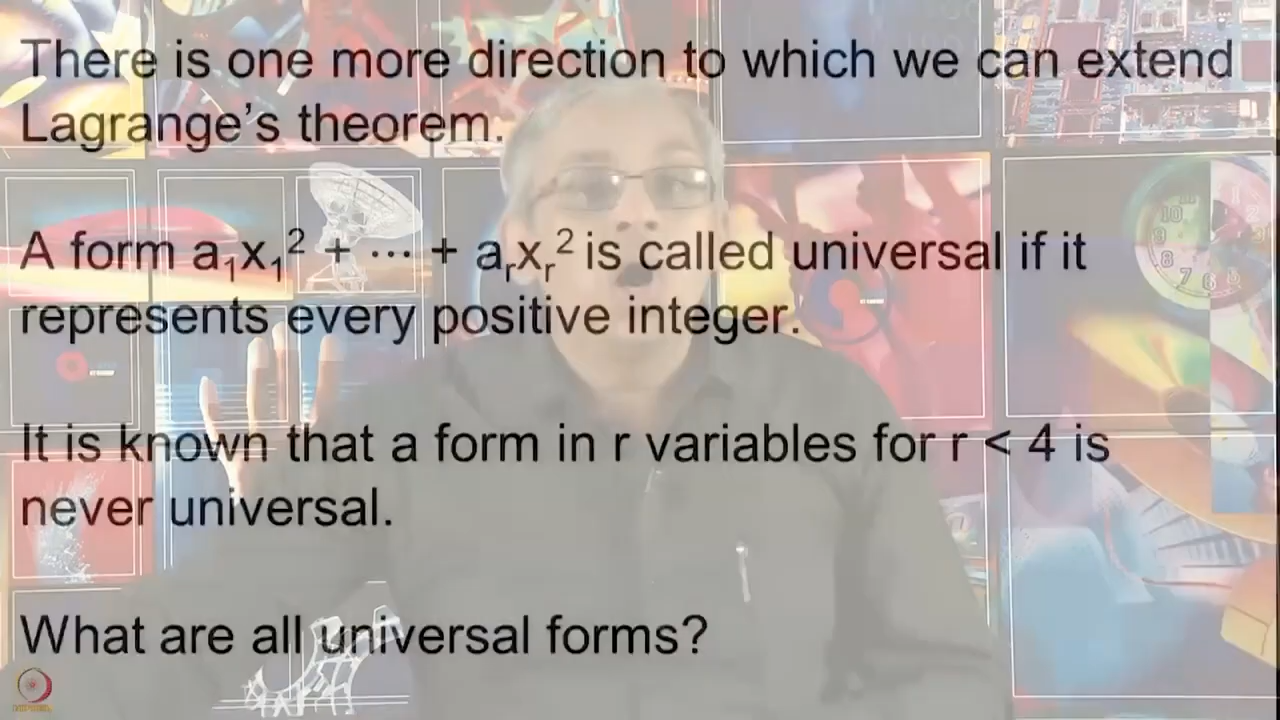 There is one more direction to which we can extend
Lagrange's theorem.
A form a₁x₁² + ⋯ + aᵣxᵣ² is called universal if it
represents every positive integer.
It is known that a form in r variables for r < 4 is
never universal.
What are all universal forms?